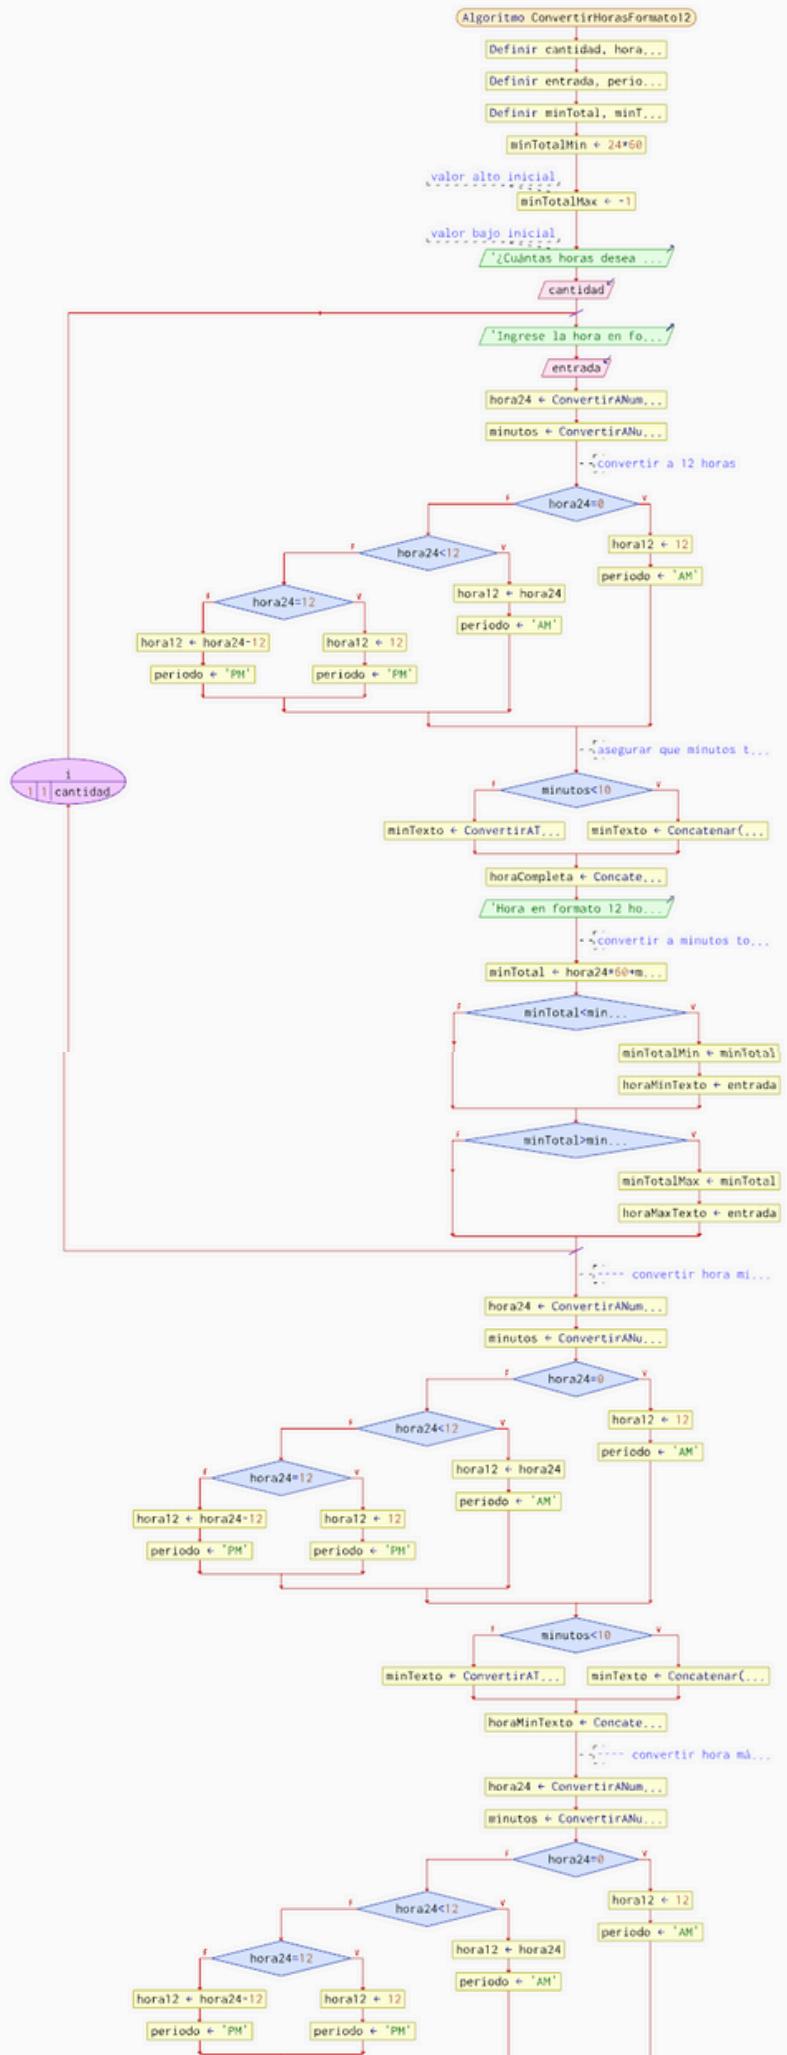 Algoritmo ConvertirHorasFormato12
Definir cantidad, hora...
Definir entrada, perio...
Definir minTotal, minT...
minTotalMin ← 24*60
valor alto inicial
minTotalMax ← -1
valor bajo inicial
'¿Cuántas horas desea ...
cantidad
'Ingrese la hora en fo...
entrada
hora24 ← ConvertirANum...
minutos ← ConvertirANu...
convertir a 12 horas
F hora24=0 V
hora12 ← 12
F hora24<12 V
periodo ← 'AM'
hora12 ← hora24
F hora24=12 V
periodo ← 'AM'
hora12 ← hora24-12
hora12 ← 12
periodo ← 'PM'
periodo ← 'PM'
asegurar que minutos t...
i
1 1 cantidad
F minutos<10 V
minTexto ← ConvertirAT...
minTexto ← Concatenar(...
horaCompleta ← Concate...
'Hora en formato 12 ho...
convertir a minutos to...
minTotal ← hora24*60+m...
F minTotal<min... V
minTotalMin ← minTotal
horaMinTexto ← entrada
F minTotal>min... V
minTotalMax ← minTotal
horaMaxTexto ← entrada
---- convertir hora mi...
hora24 ← ConvertirANum...
minutos ← ConvertirANu...
F hora24=0 V
hora12 ← 12
F hora24<12 V
periodo ← 'AM'
hora12 ← hora24
F hora24=12 V
periodo ← 'AM'
hora12 ← hora24-12
hora12 ← 12
periodo ← 'PM'
periodo ← 'PM'
F minutos<10 V
minTexto ← ConvertirAT...
minTexto ← Concatenar(...
horaMinTexto ← Concate...
---- convertir hora má...
hora24 ← ConvertirANum...
minutos ← ConvertirANu...
F hora24=0 V
hora12 ← 12
F hora24<12 V
periodo ← 'AM'
hora12 ← hora24
F hora24=12 V
periodo ← 'AM'
hora12 ← hora24-12
hora12 ← 12
periodo ← 'PM'
periodo ← 'PM'